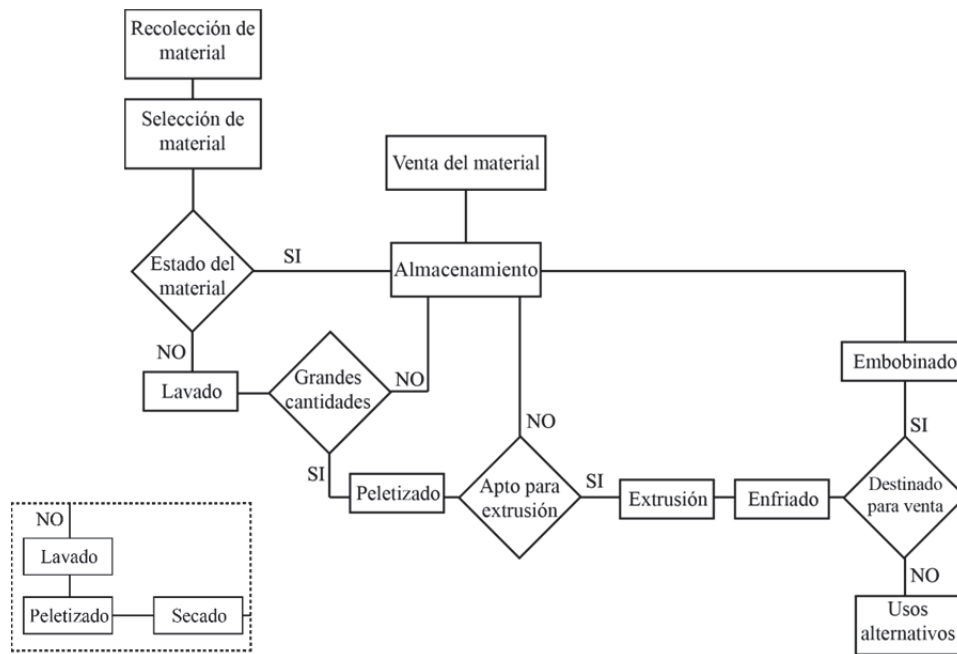 Recolección de
material
Selección de
material
Venta del material
Estado del
material
SI
Almacenamiento
NO
Lavado
Grandes
cantidades
NO
Embobinado
NO
SI
SI
Peletizado
Apto para
extrusión
SI
Extrusión
Enfriado
Destinado
para venta
NO
Usos
alternativos
NO
Lavado
Peletizado
Secado